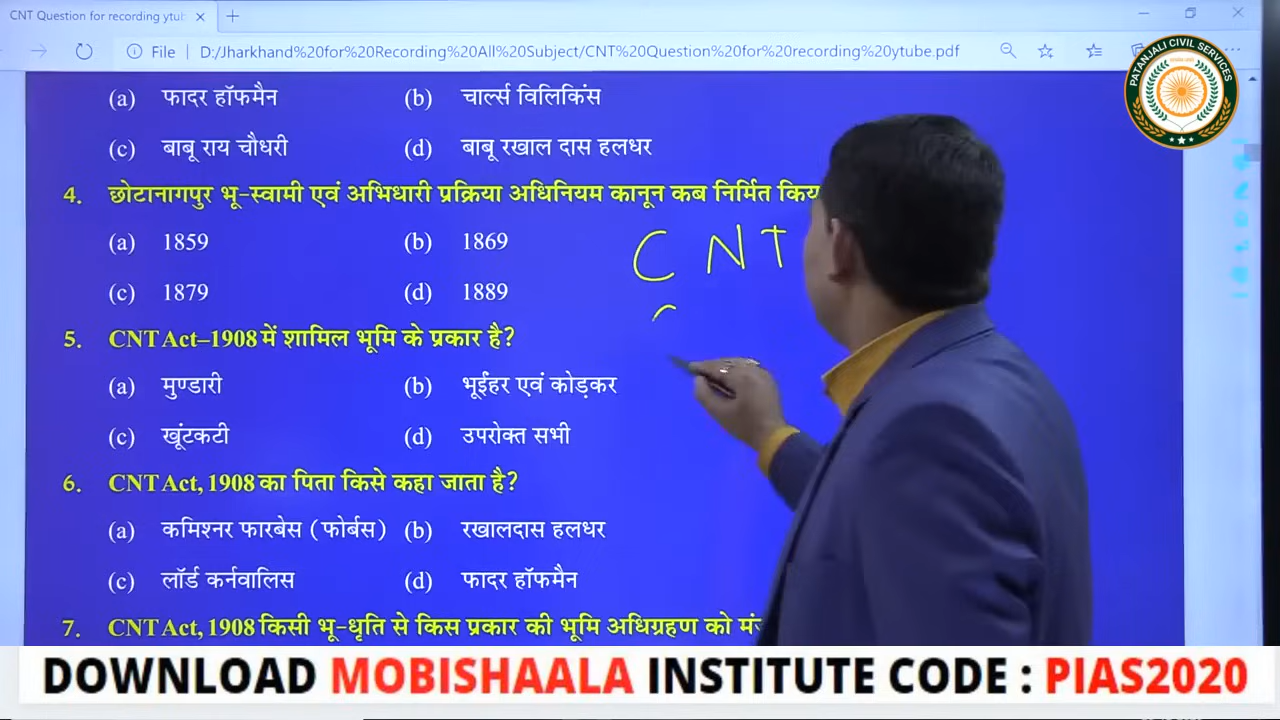 CNT Question for recording ytub
File D:/Jharkhand%20for%20Recording%20All%20Subject/CNT%20Question%20for%20recording%20ytube.pdf
PATANJALI CIVIL SERVICES
(a) फादर हॉफमैन (b) चार्ल्स विलिकिंस
(c) बाबू राय चौधरी (d) बाबू रखाल दास हलधर
4. छोटानागपुर भू-स्वामी एवं अभिधारी प्रक्रिया अधिनियम कानून कब निर्मित किय
(a) 1859 (b) 1869
C N T
(c) 1879 (d) 1889
5. CNT Act–1908 में शामिल भूमि के प्रकार है?
(a) मुण्डारी (b) भूईंहर एवं कोड़कर
(c) खूंटकटी (d) उपरोक्त सभी
6. CNT Act, 1908 का पिता किसे कहा जाता है?
(a) कमिश्नर फारबेस (फोर्बस) (b) रखालदास हलधर
(c) लॉर्ड कर्नवालिस (d) फादर हॉफमैन
7. CNT Act, 1908 किसी भू-धृति से किस प्रकार की भूमि अधिग्रहण को मं
DOWNLOAD MOBISHAALA INSTITUTE CODE : PIAS2020